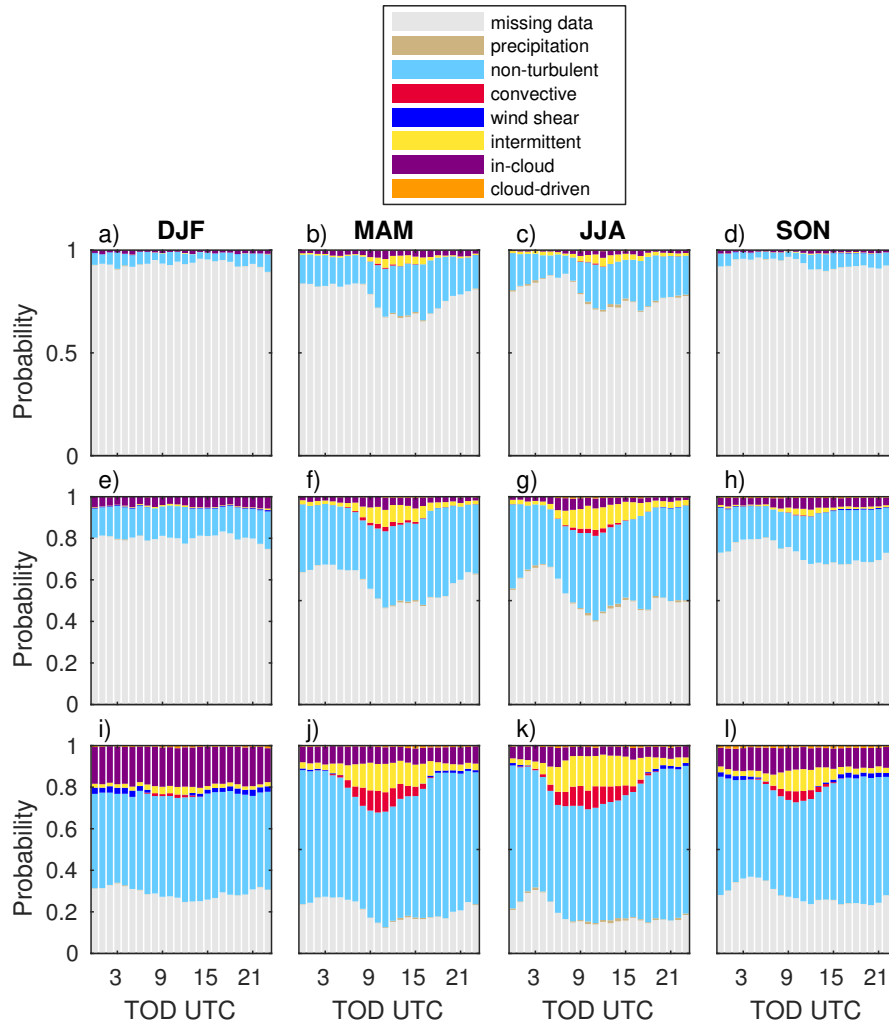 missing data
precipitation
non-turbulent
convective
wind shear
intermittent
in-cloud
cloud-driven
a) DJF b) MAM c) JJA d) SON
1
0.5
0
Probability
e) f) g) h)
1
0.8
0.6
0.4
0.2
0
Probability
i) j) k) l)
1
0.8
0.6
0.4
0.2
0
Probability
3 9 15 21 3 9 15 21 3 9 15 21 3 9 15 21
TOD UTC TOD UTC TOD UTC TOD UTC